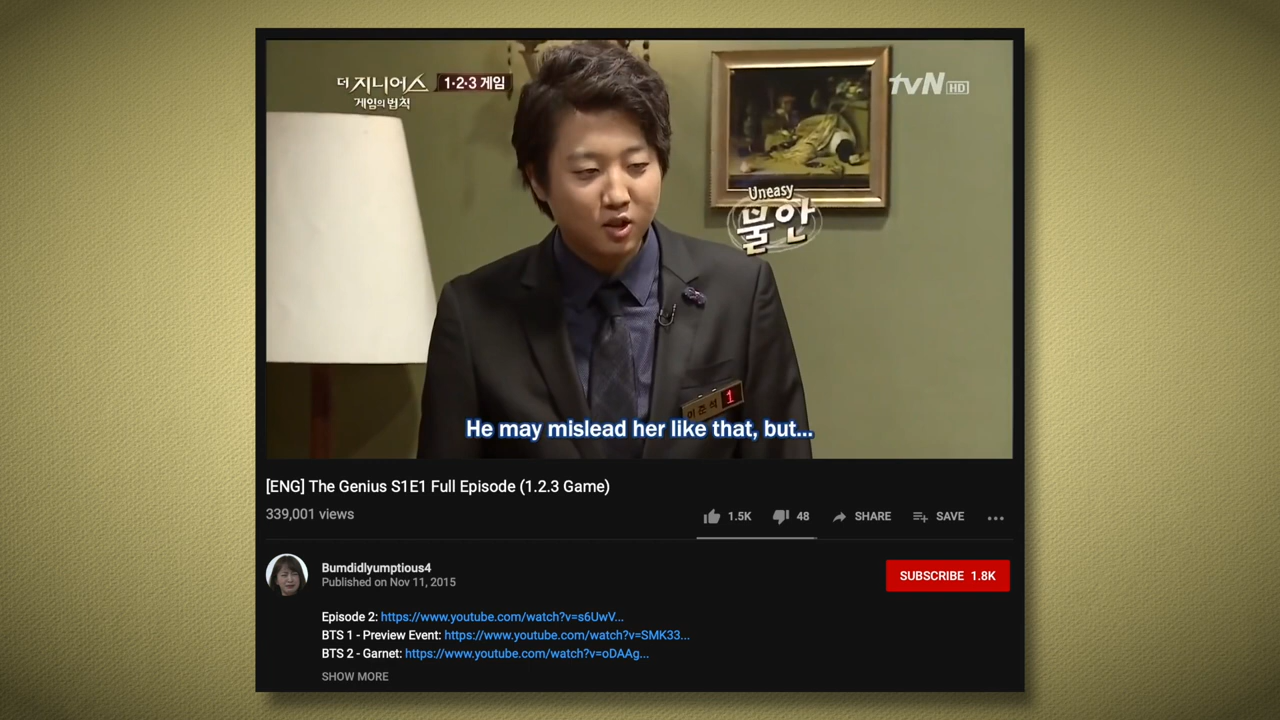 더 지니어스 1·2·3 게임
게임의 법칙
tvN HD
Uneasy
불안
이준석 1
He may mislead her like that, but...
[ENG] The Genius S1E1 Full Episode (1.2.3 Game)
339,001 views
1.5K 48 SHARE SAVE
Bumdidlyumptious4
Published on Nov 11, 2015
SUBSCRIBE 1.8K
Episode 2: https://www.youtube.com/watch?v=s6UwV...
BTS 1 - Preview Event: https://www.youtube.com/watch?v=SMK33...
BTS 2 - Garnet: https://www.youtube.com/watch?v=oDAAg...
SHOW MORE